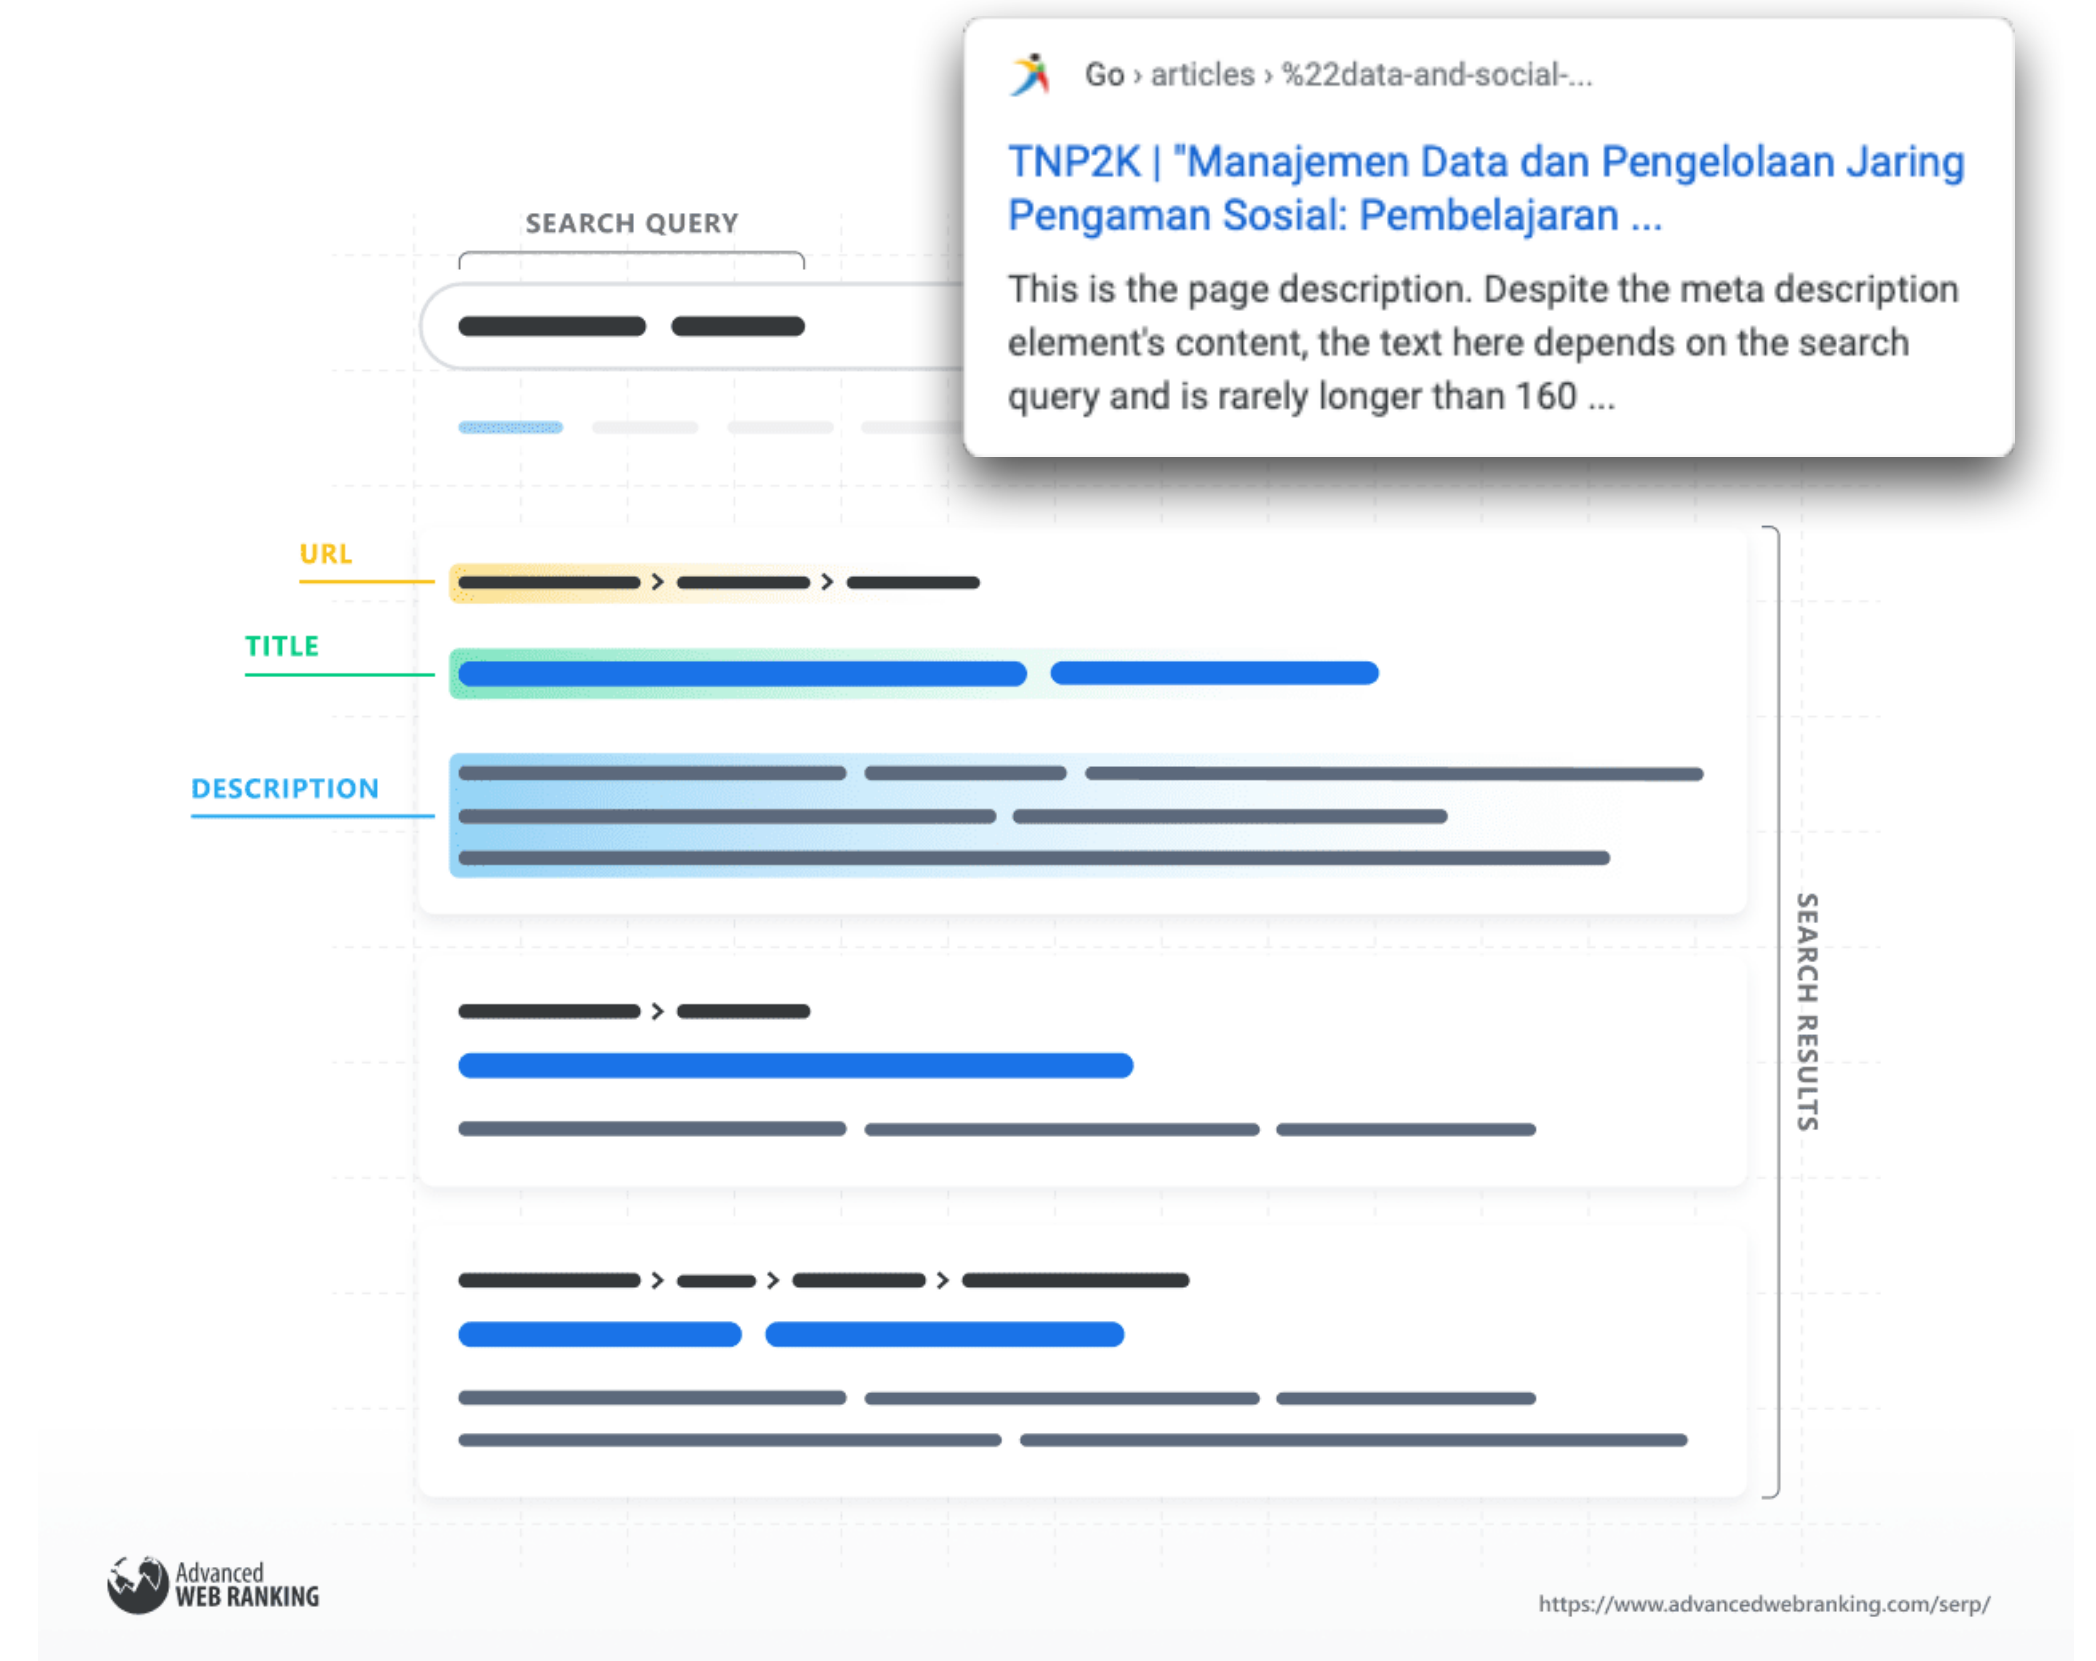 Go › articles › %22data-and-social-...
TNP2K | "Manajemen Data dan Pengelolaan Jaring
Pengaman Sosial: Pembelajaran ...
This is the page description. Despite the meta description
element's content, the text here depends on the search
query and is rarely longer than 160 ...
SEARCH QUERY
URL
TITLE
DESCRIPTION
SEARCH RESULTS
Advanced
WEB RANKING
https://www.advancedwebranking.com/serp/